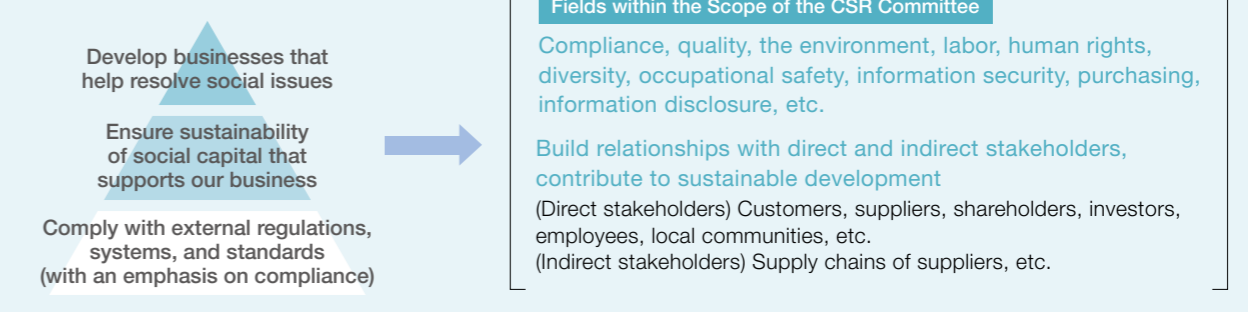 Develop businesses that
help resolve social issues
Ensure sustainability
of social capital that
supports our business
Comply with external regulations,
systems, and standards
(with an emphasis on compliance)
Fields within the Scope of the CSR Committee
Compliance, quality, the environment, labor, human rights,
diversity, occupational safety, information security, purchasing,
information disclosure, etc.
Build relationships with direct and indirect stakeholders,
contribute to sustainable development
(Direct stakeholders) Customers, suppliers, shareholders, investors,
employees, local communities, etc.
(Indirect stakeholders) Supply chains of suppliers, etc.